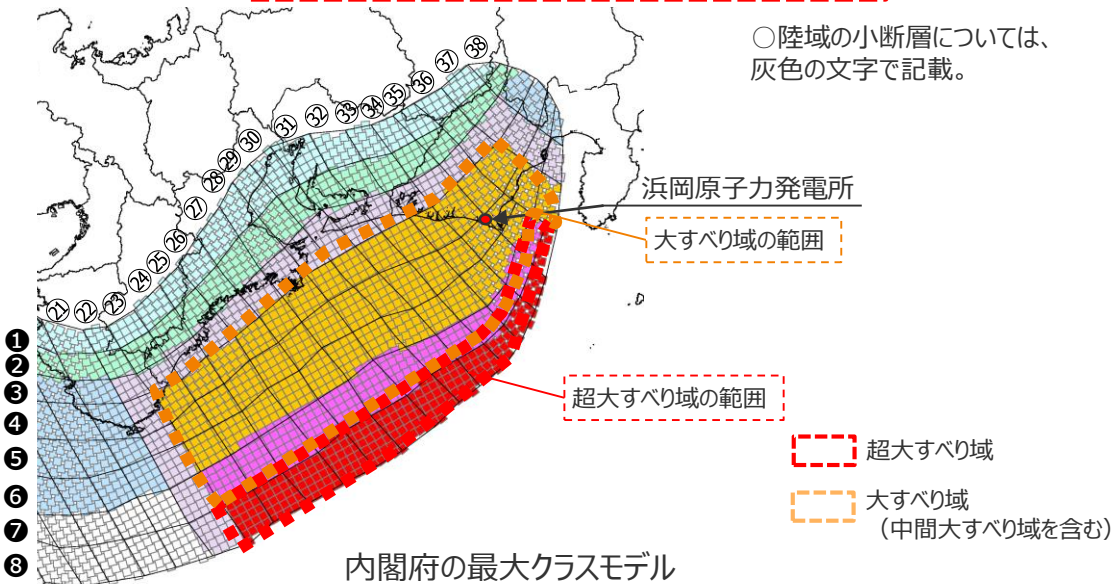 ○陸域の小断層については、
灰色の文字で記載。
㊳
㊲
㊱
㉟
㉞
㉝
㉜
㉛
㉚
㉙
㉘
㉗
㉖
㉕
㉔
㉓
㉒
㉑
浜岡原子力発電所
大すべり域の範囲
❶
❷
❸
❹
❺
❻
❼
❽
超大すべり域の範囲
超大すべり域
大すべり域
（中間大すべり域を含む）
内閣府の最大クラスモデル